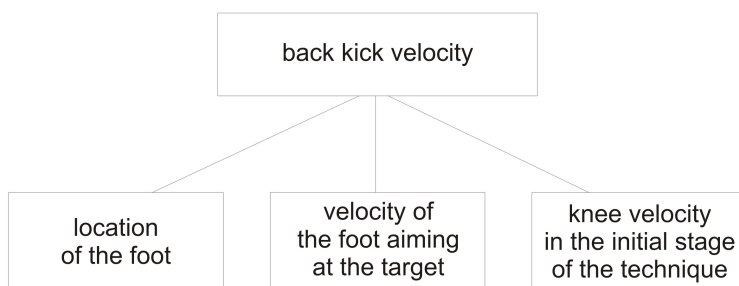 back kick velocity
location
of the foot
velocity of
the foot aiming
at the target
knee velocity
in the initial stage
of the technique